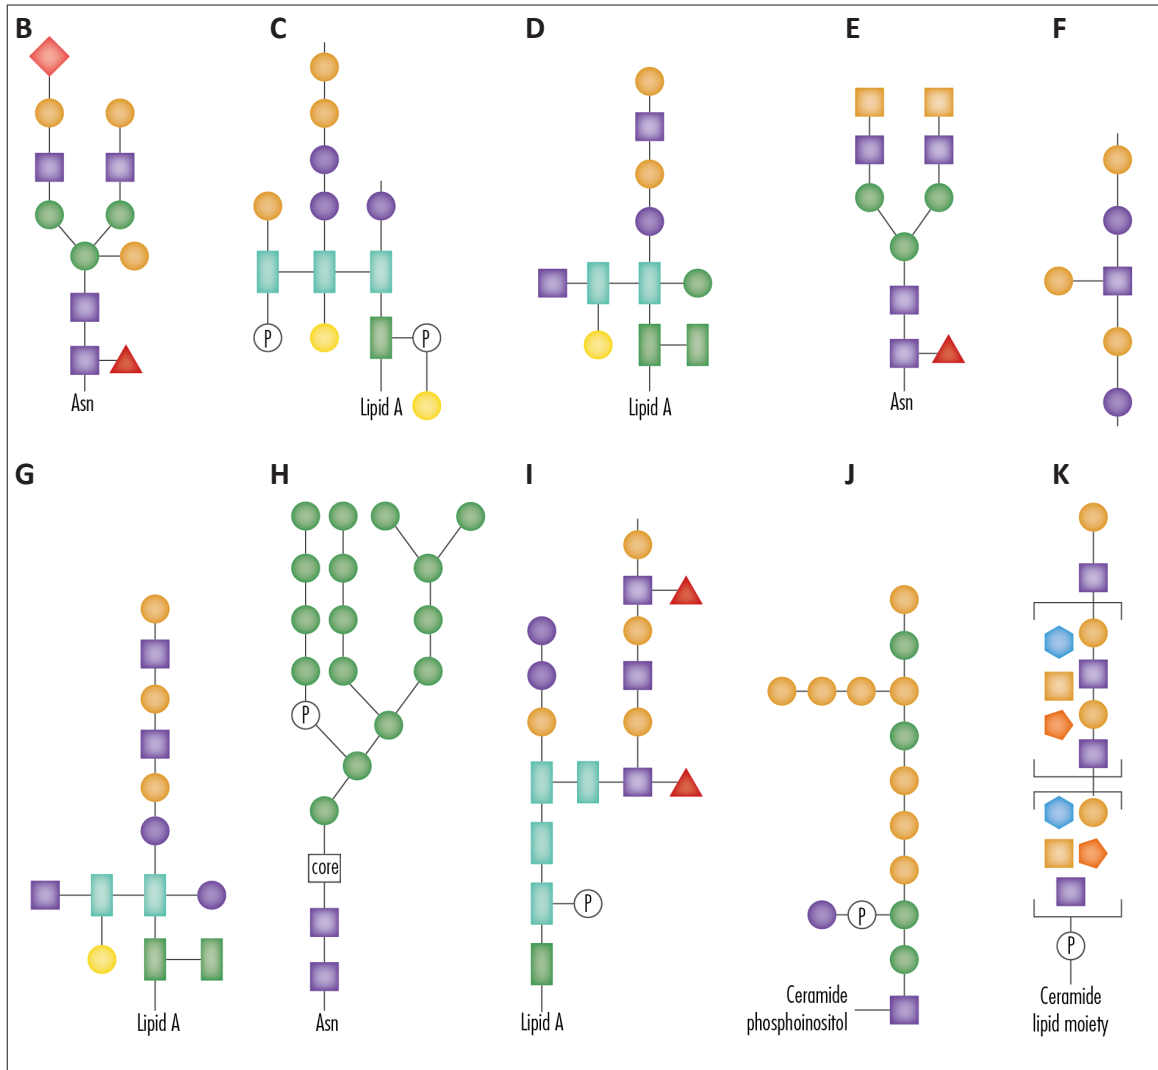 B
C
D
E
F
P
P
Asn
Lipid A
Lipid A
Asn
G
H
I
J
K
P
core
P
P
P
Lipid A
Asn
Lipid A
Ceramide
phosphoinositol
Ceramide
lipid moiety